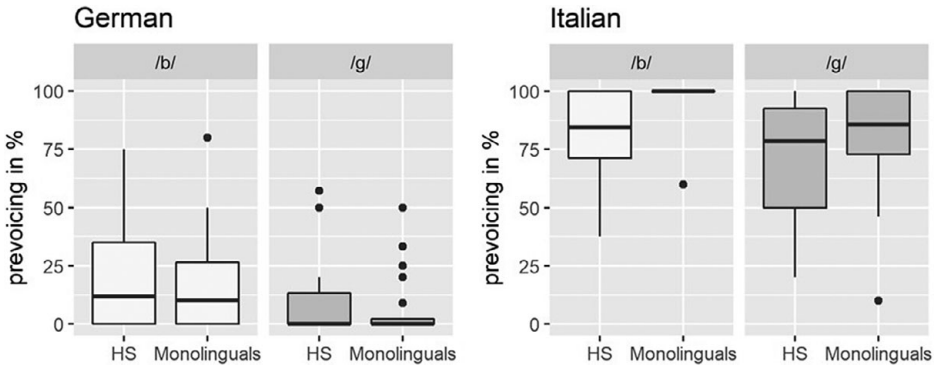 German
/b/
/g/
prevoicing in %
100
75
50
25
0
HS Monolinguals
HS Monolinguals
Italian
/b/
/g/
prevoicing in %
100
75
50
25
0
HS Monolinguals
HS Monolinguals